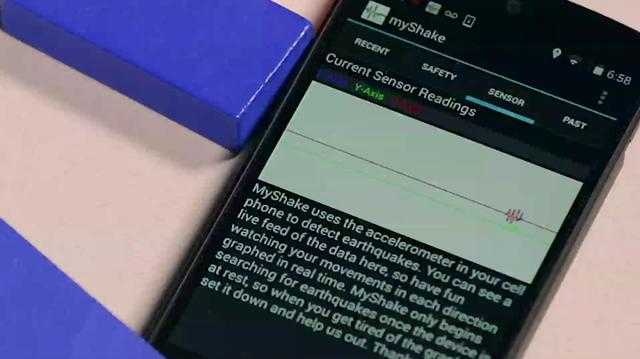 myShake
6:58
RECENT
SAFETY
SENSOR
PAST
Current Sensor Readings
Y-Axis
MyShake uses the accelerometer in your cell
phone to detect earthquakes. You can see a
live feed of the data here, so have fun
watching your movements in each direction
graphed in real time. MyShake only begins
searching for earthquakes once the device is
at rest, so when you get tired of the
set it down and help us out.